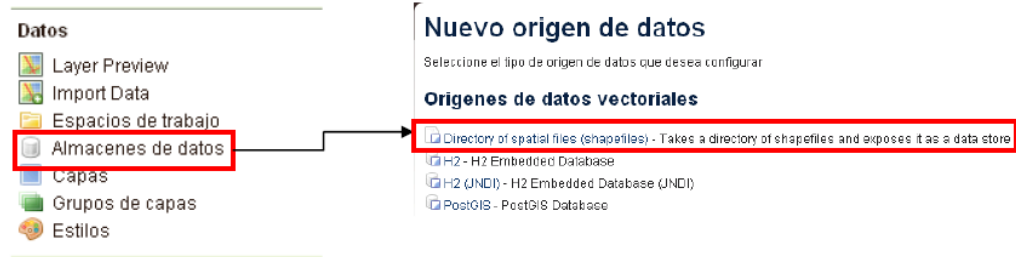 Datos
Layer Preview
Import Data
Espacios de trabajo
Almacenes de datos
Capas
Grupos de capas
Estilos
Nuevo origen de datos
Seleccione el tipo de origen de datos que desea configurar
Origenes de datos vectoriales
Directory of spatial files (shapefiles) - Takes a directory of shapefiles and exposes it as a data store
H2 - H2 Embedded Database
H2 (JNDI) - H2 Embedded Database (JNDI)
PostGIS - PostGIS Database